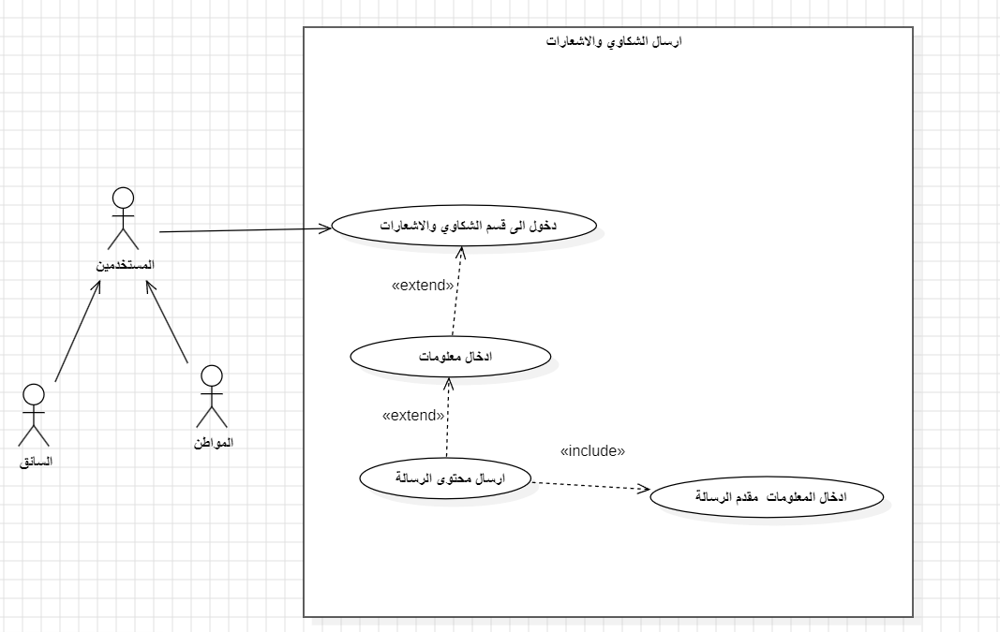 ارسال الشكاوي والاشعارات
دخول الى قسم الشكاوي والاشعارات
المستخدمين
«extend»
ادخال معلومات
«extend»
المواطن
«include»
السائق
ارسال محتوى الرسالة
ادخال المعلومات مقدم الرسالة